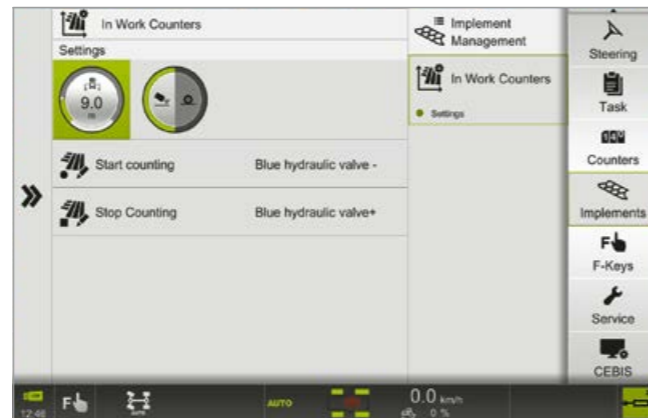 In Work Counters
Settings
9.0
m
Start counting
Blue hydraulic valve -
Stop Counting
Blue hydraulic valve+
Implement
Management
In Work Counters
Settings
Steering
Task
Counters
Implements
F-Keys
Service
CEBIS
12:46
F
AUTO
AUTO
0.0 km/h
0 %